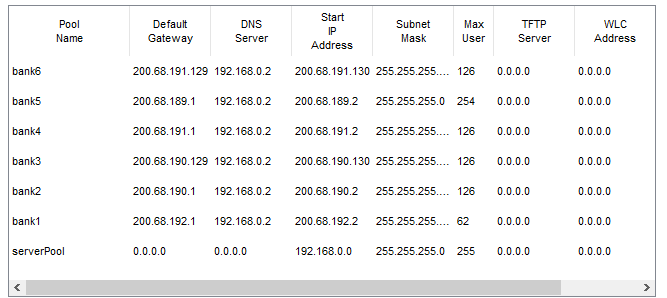 Pool Name Default Gateway DNS Server Start IP Address Subnet Mask Max User TFTP Server WLC Address
bank6 200.68.191.129 192.168.0.2 200.68.191.130 255.255.255.... 126 0.0.0.0 0.0.0.0
bank5 200.68.189.1 192.168.0.2 200.68.189.2 255.255.255.0 254 0.0.0.0 0.0.0.0
bank4 200.68.191.1 192.168.0.2 200.68.191.2 255.255.255.... 126 0.0.0.0 0.0.0.0
bank3 200.68.190.129 192.168.0.2 200.68.190.130 255.255.255.... 126 0.0.0.0 0.0.0.0
bank2 200.68.190.1 192.168.0.2 200.68.190.2 255.255.255.... 126 0.0.0.0 0.0.0.0
bank1 200.68.192.1 192.168.0.2 200.68.192.2 255.255.255.... 62 0.0.0.0 0.0.0.0
serverPool 0.0.0.0 0.0.0.0 192.168.0.0 255.255.255.0 255 0.0.0.0 0.0.0.0